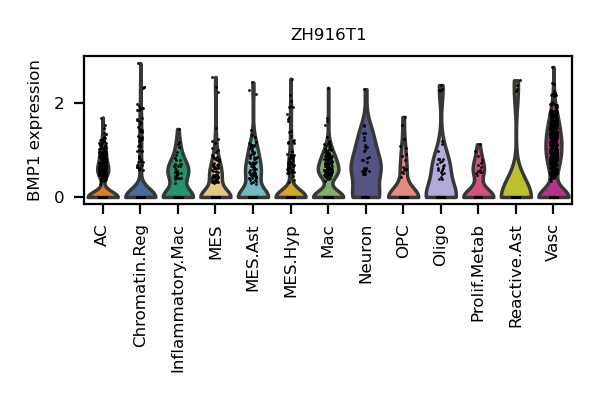 ZH916T1
BMP1 expression
2
0
AC
Chromatin.Reg
Inflammatory.Mac
MES
MES.Ast
MES.Hyp
Mac
Neuron
OPC
Oligo
Prolif.Metab
Reactive.Ast
Vasc